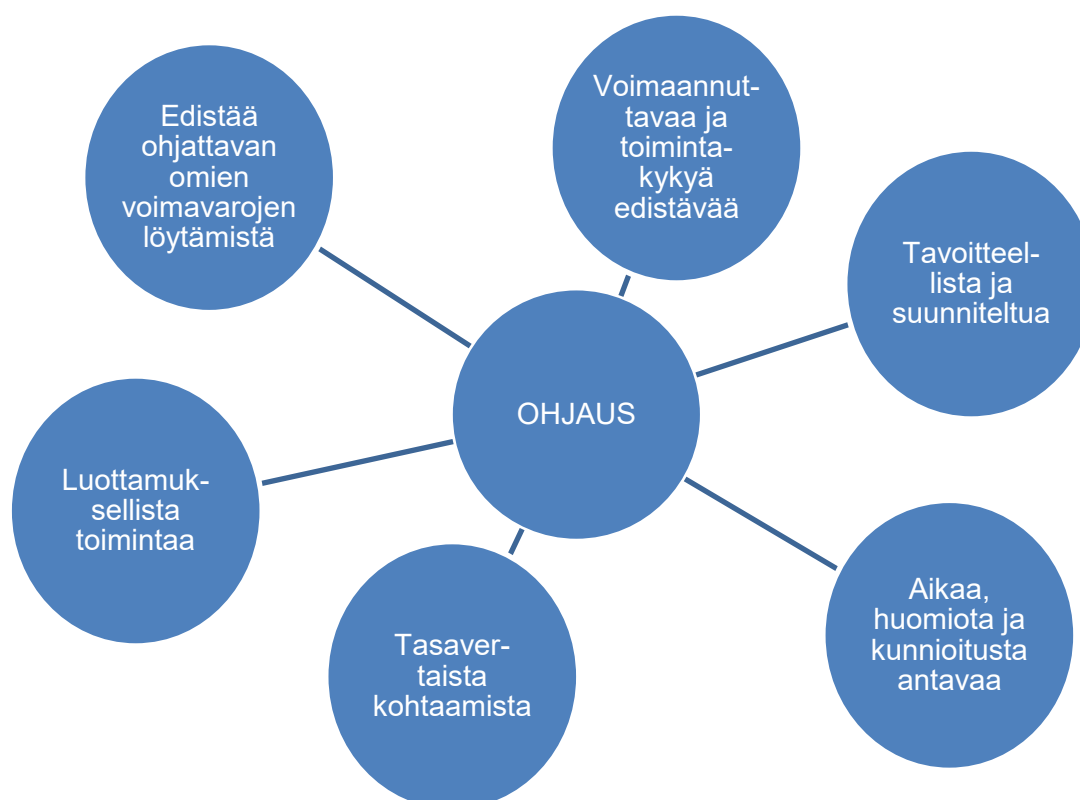 Edistää
ohjattavan
omien
voimavarojen
löytämistä
Voimaannut-
tavaa ja
toiminta-
kykyä
edistävää
Tavoitteel-
lista ja
suunniteltua
OHJAUS
Luottamuk-
sellista
toimintaa
Tasaver-
taista
kohtaamista
Aikaa,
huomiota ja
kunnioitusta
antavaa